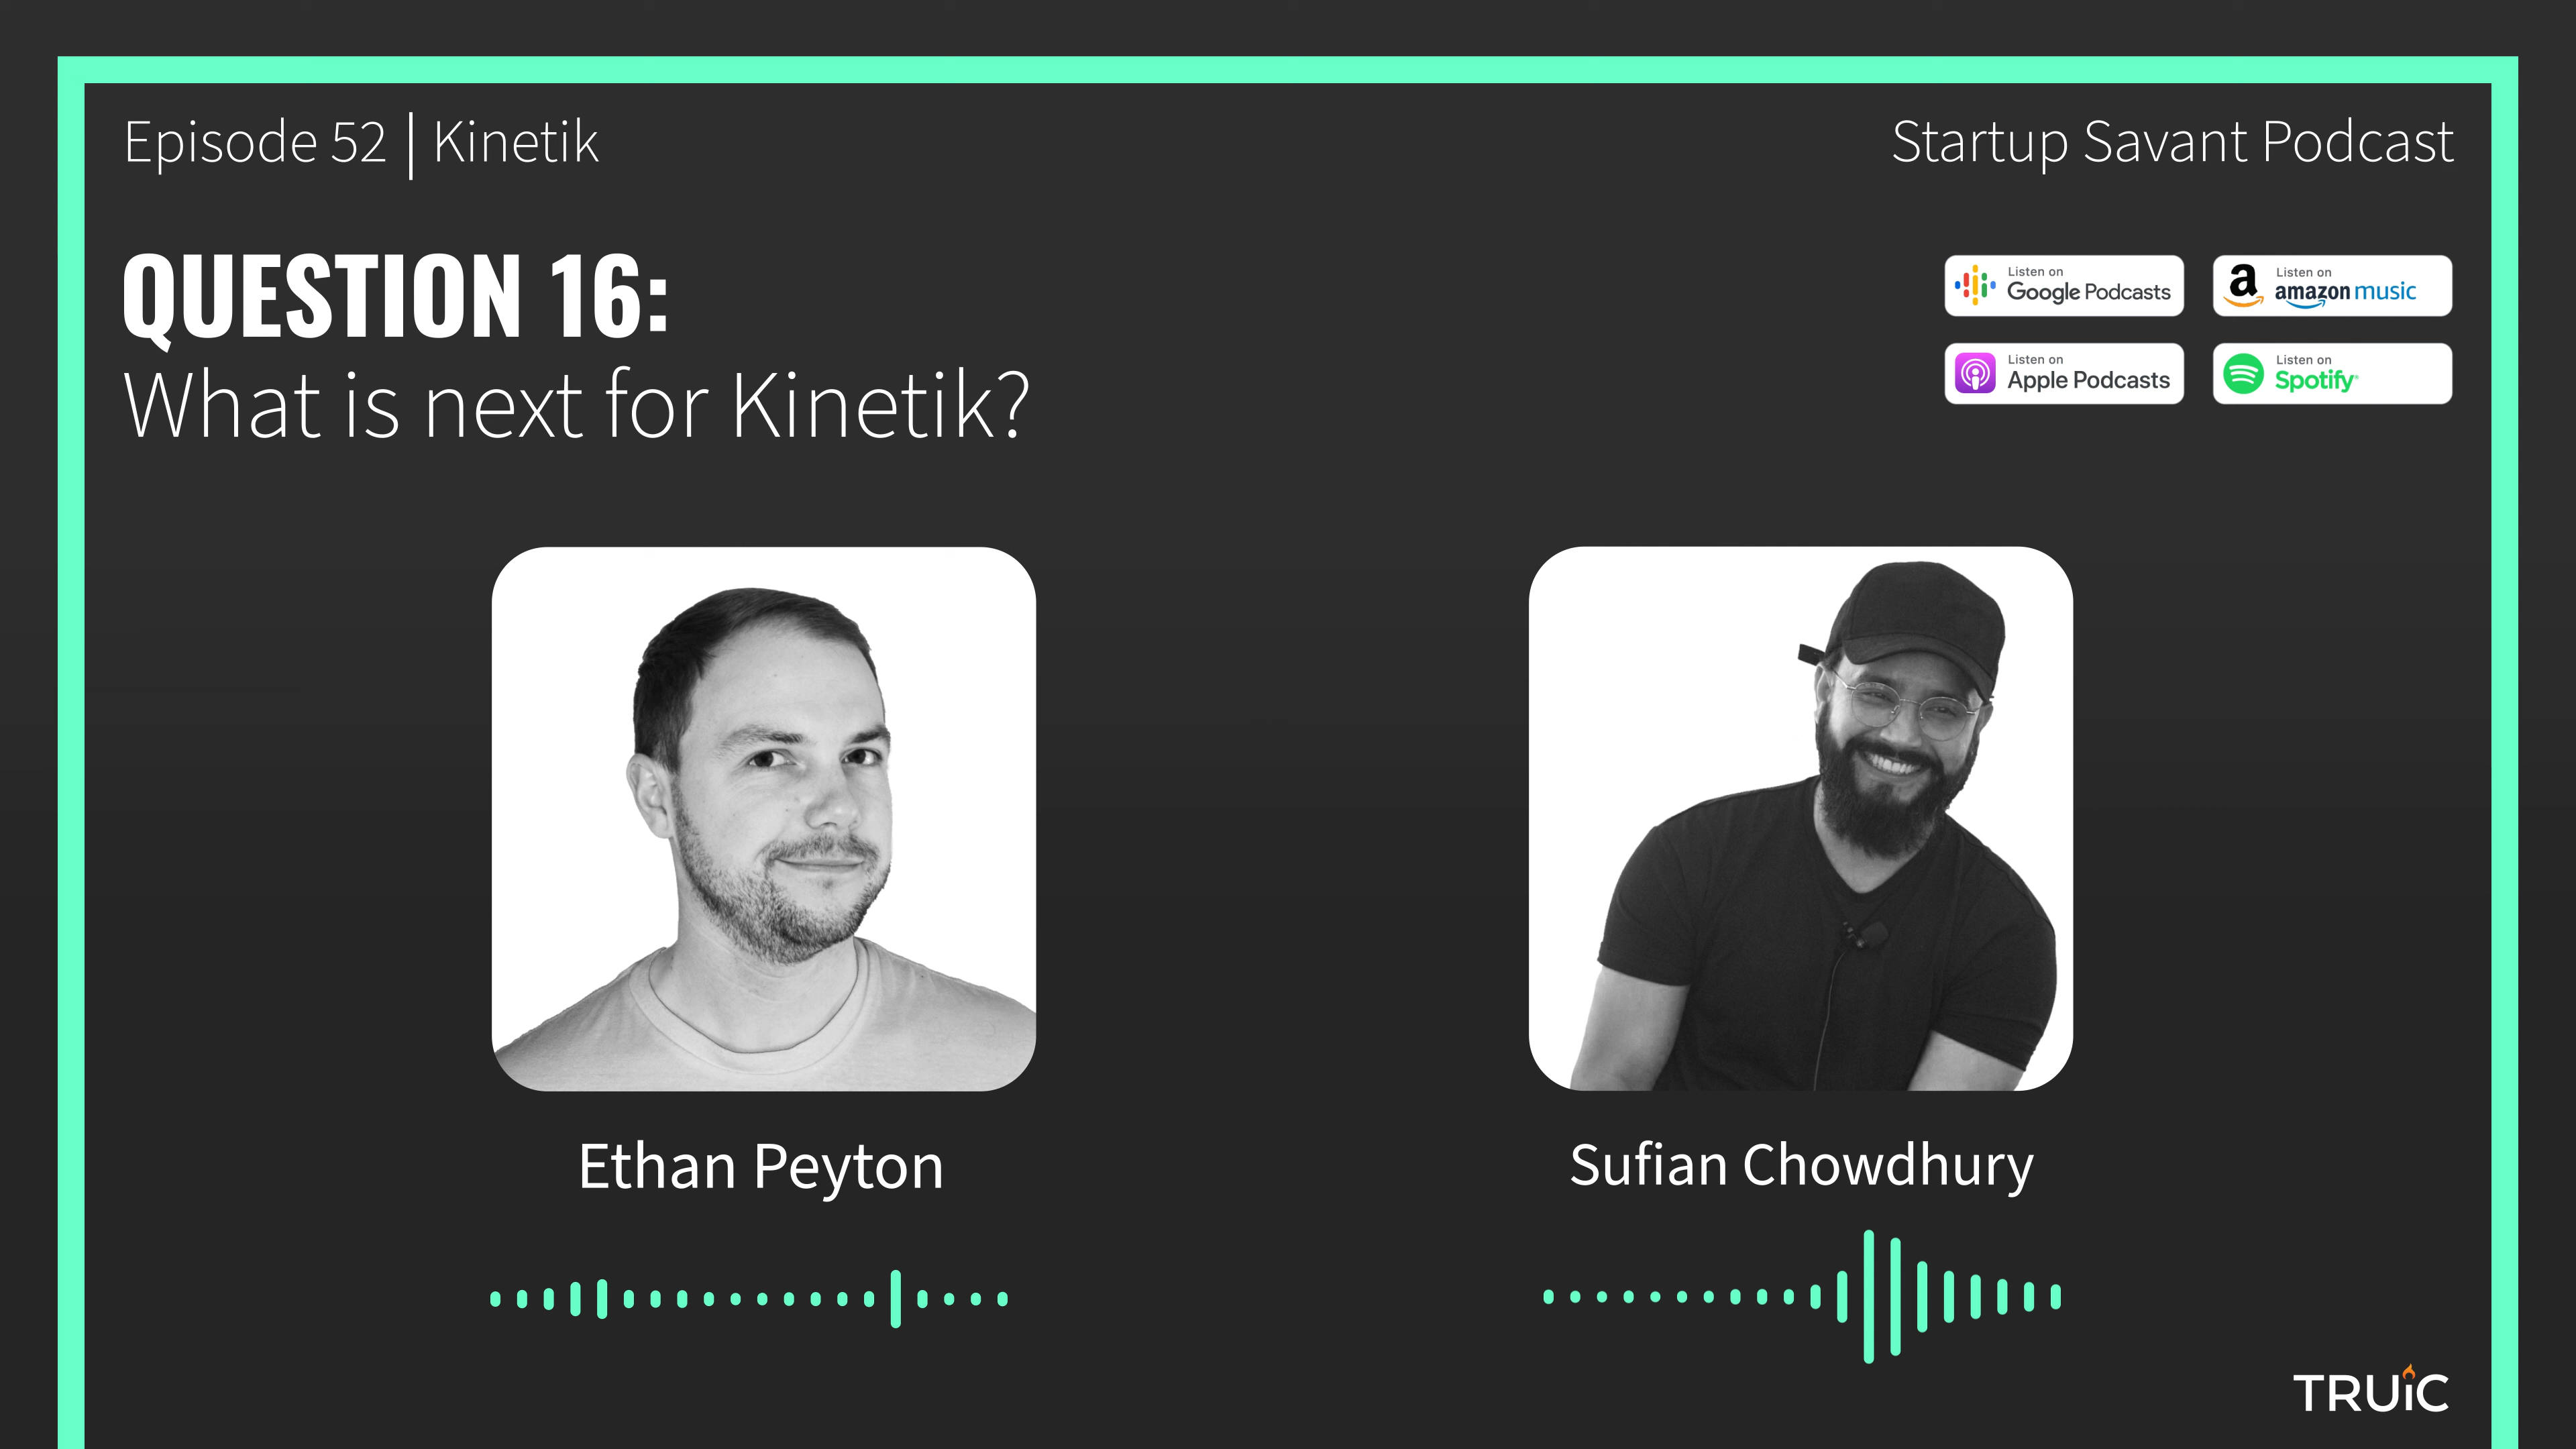 Episode 52 | Kinetik
Startup Savant Podcast
QUESTION 16:
What is next for Kinetik?
Listen on
Google Podcasts
Listen on
amazon music
Listen on
Apple Podcasts
Listen on
Spotify
Ethan Peyton
Sufian Chowdhury
TRUiC